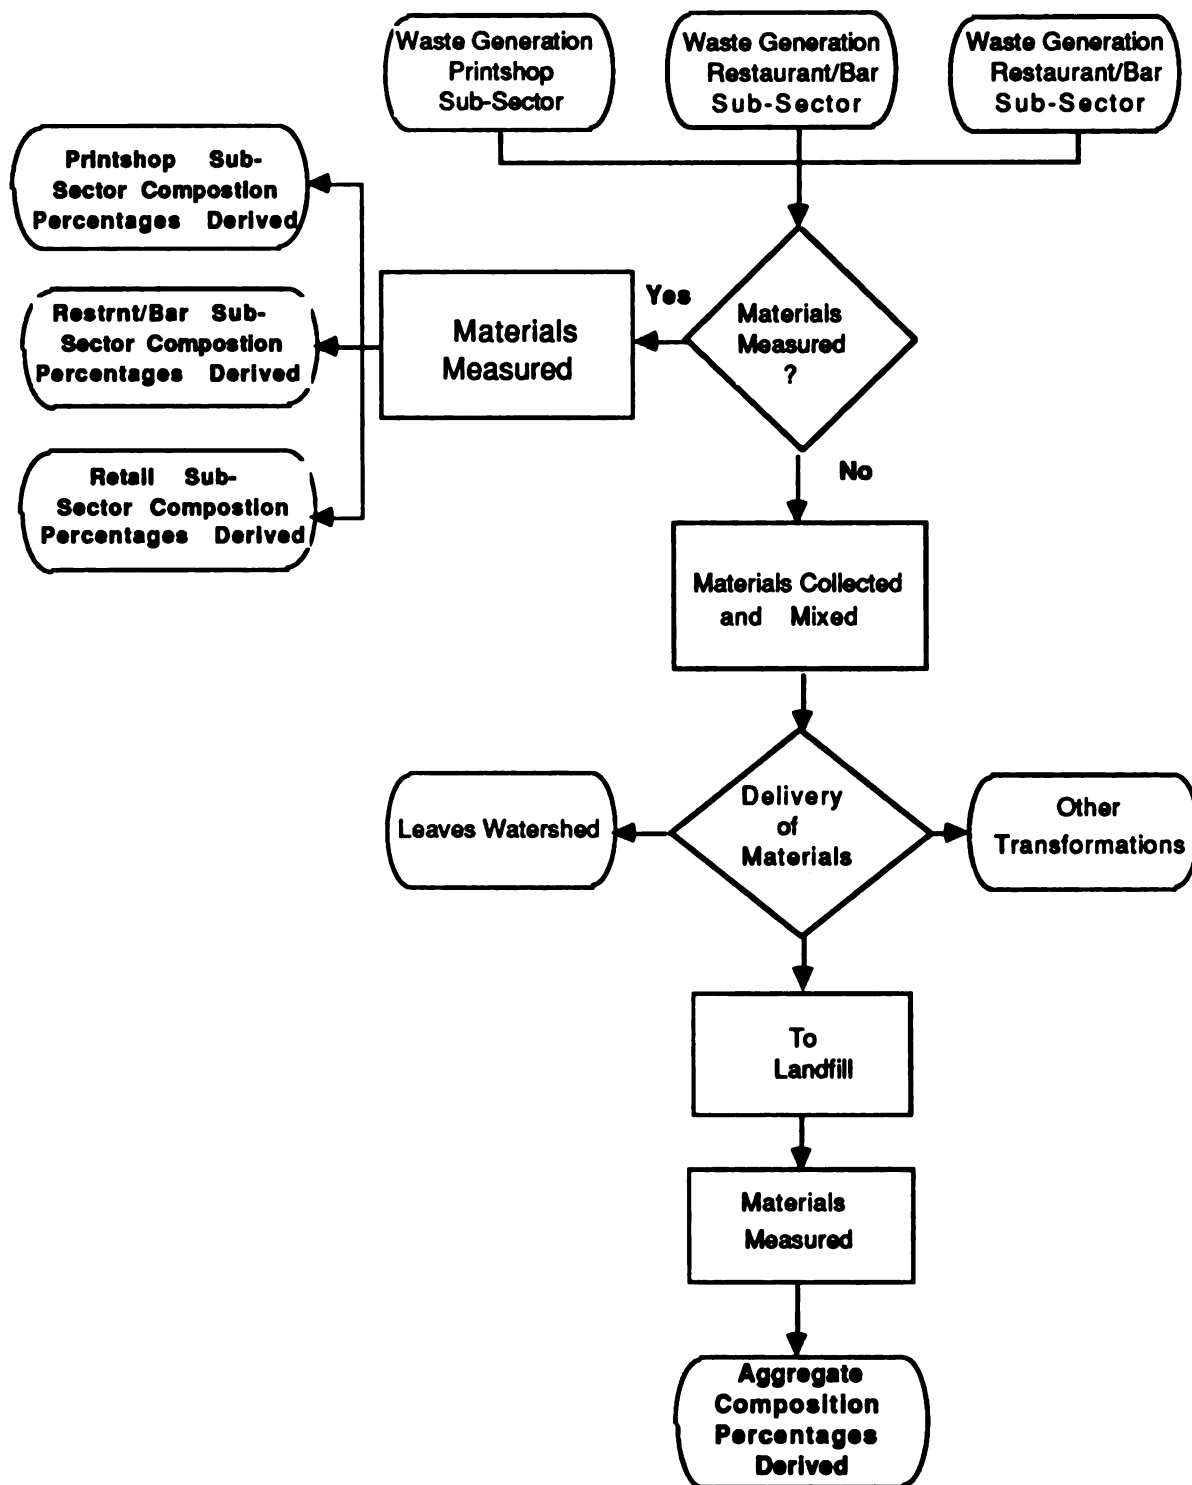 Waste Generation
Printshop
Sub-Sector
Waste Generation
Restaurant/Bar
Sub-Sector
Waste Generation
Restaurant/Bar
Sub-Sector
Printshop Sub-
Sector Compostion
Percentages Derived
Restrnt/Bar Sub-
Sector Compostion
Percentages Derived
Retail Sub-
Sector Compostion
Percentages Derived
Materials
Measured
Yes
Materials
Measured
?
No
Materials Collected
and Mixed
Leaves Watershed
Delivery
of
Materials
Other
Transformations
To
Landfill
Materials
Measured
Aggregate
Composition
Percentages
Derived